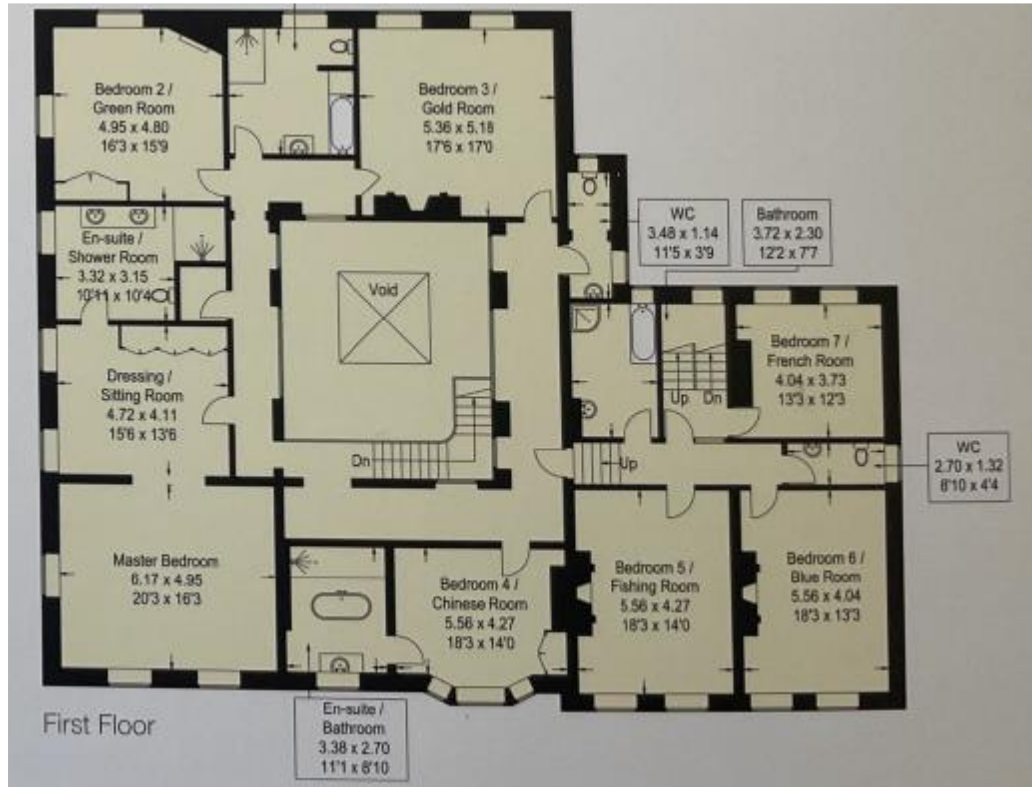 Bedroom 2 /
Green Room
4.95 x 4.80
16'3 x 15'9
Bedroom 3 /
Gold Room
5.36 x 5.18
17'6 x 17'0
WC
3.48 x 1.14
11'5 x 3'9
Bathroom
3.72 x 2.30
12'2 x 7'7
En-suite /
Shower Room
3.32 x 3.15
10'11 x 10'4
Void
Bedroom 7 /
French Room
4.04 x 3.73
13'3 x 12'3
Dressing /
Sitting Room
4.72 x 4.11
15'6 x 13'6
Up
Dn
Dn
Up
WC
2.70 x 1.32
8'10 x 4'4
Master Bedroom
6.17 x 4.95
20'3 x 16'3
Bedroom 4 /
Chinese Room
5.56 x 4.27
18'3 x 14'0
Bedroom 5 /
Fishing Room
5.56 x 4.27
18'3 x 14'0
Bedroom 6 /
Blue Room
5.56 x 4.04
18'3 x 13'3
First Floor
En-suite /
Bathroom
3.38 x 2.70
11'1 x 8'10